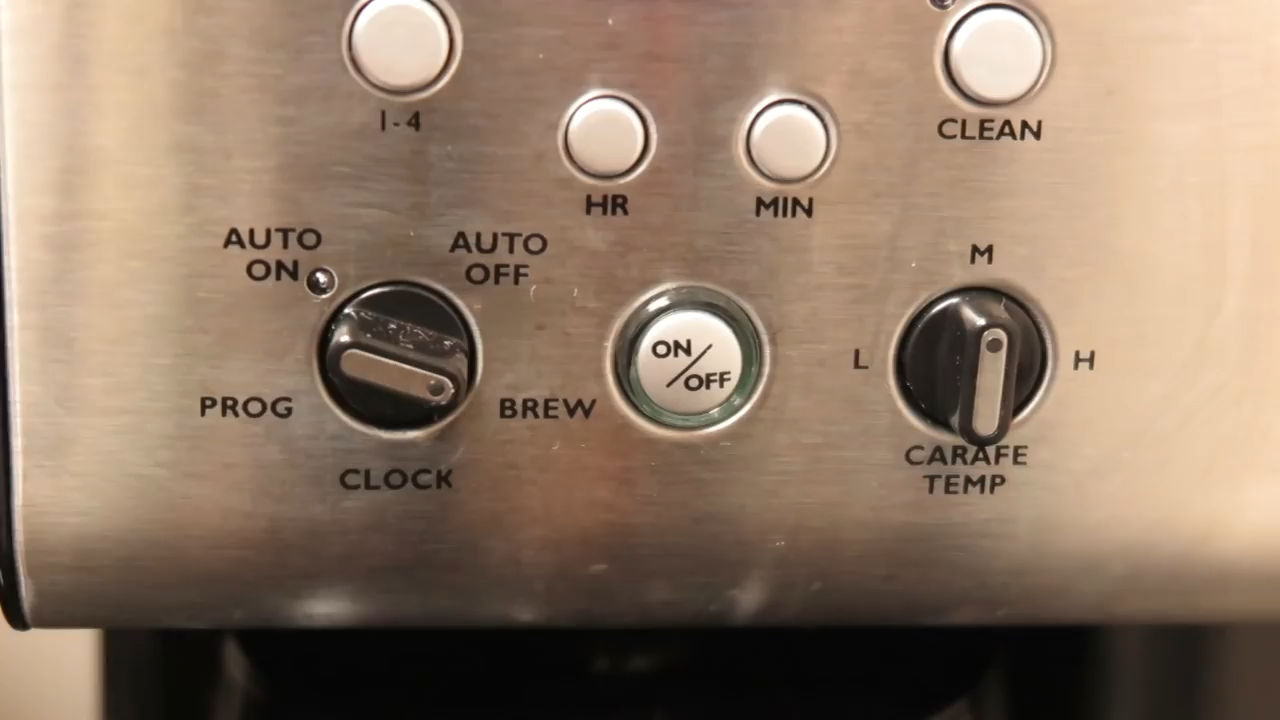 1-4
CLEAN
HR
MIN
AUTO
ON
AUTO
OFF
M
ON/OFF
L
H
PROG
BREW
CARAFE
TEMP
CLOCK